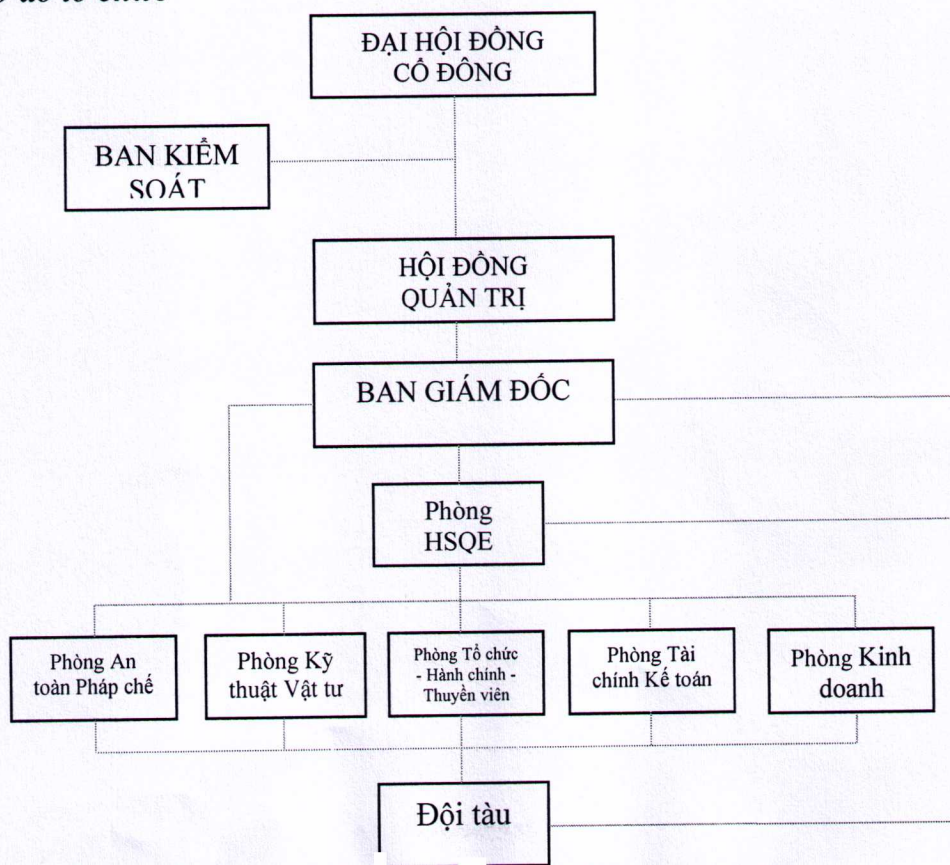 ĐẠI HỘI ĐỒNG
CỔ ĐÔNG
BAN KIỂM
SOÁT
HỘI ĐỒNG
QUẢN TRỊ
BAN GIÁM ĐỐC
Phòng
HSQE
Phòng An
toàn Pháp chế
Phòng Kỹ
thuật Vật tư
Phòng Tổ chức
- Hành chính -
Thuyền viên
Phòng Tài
chính Kế toán
Phòng Kinh
doanh
Đội tàu